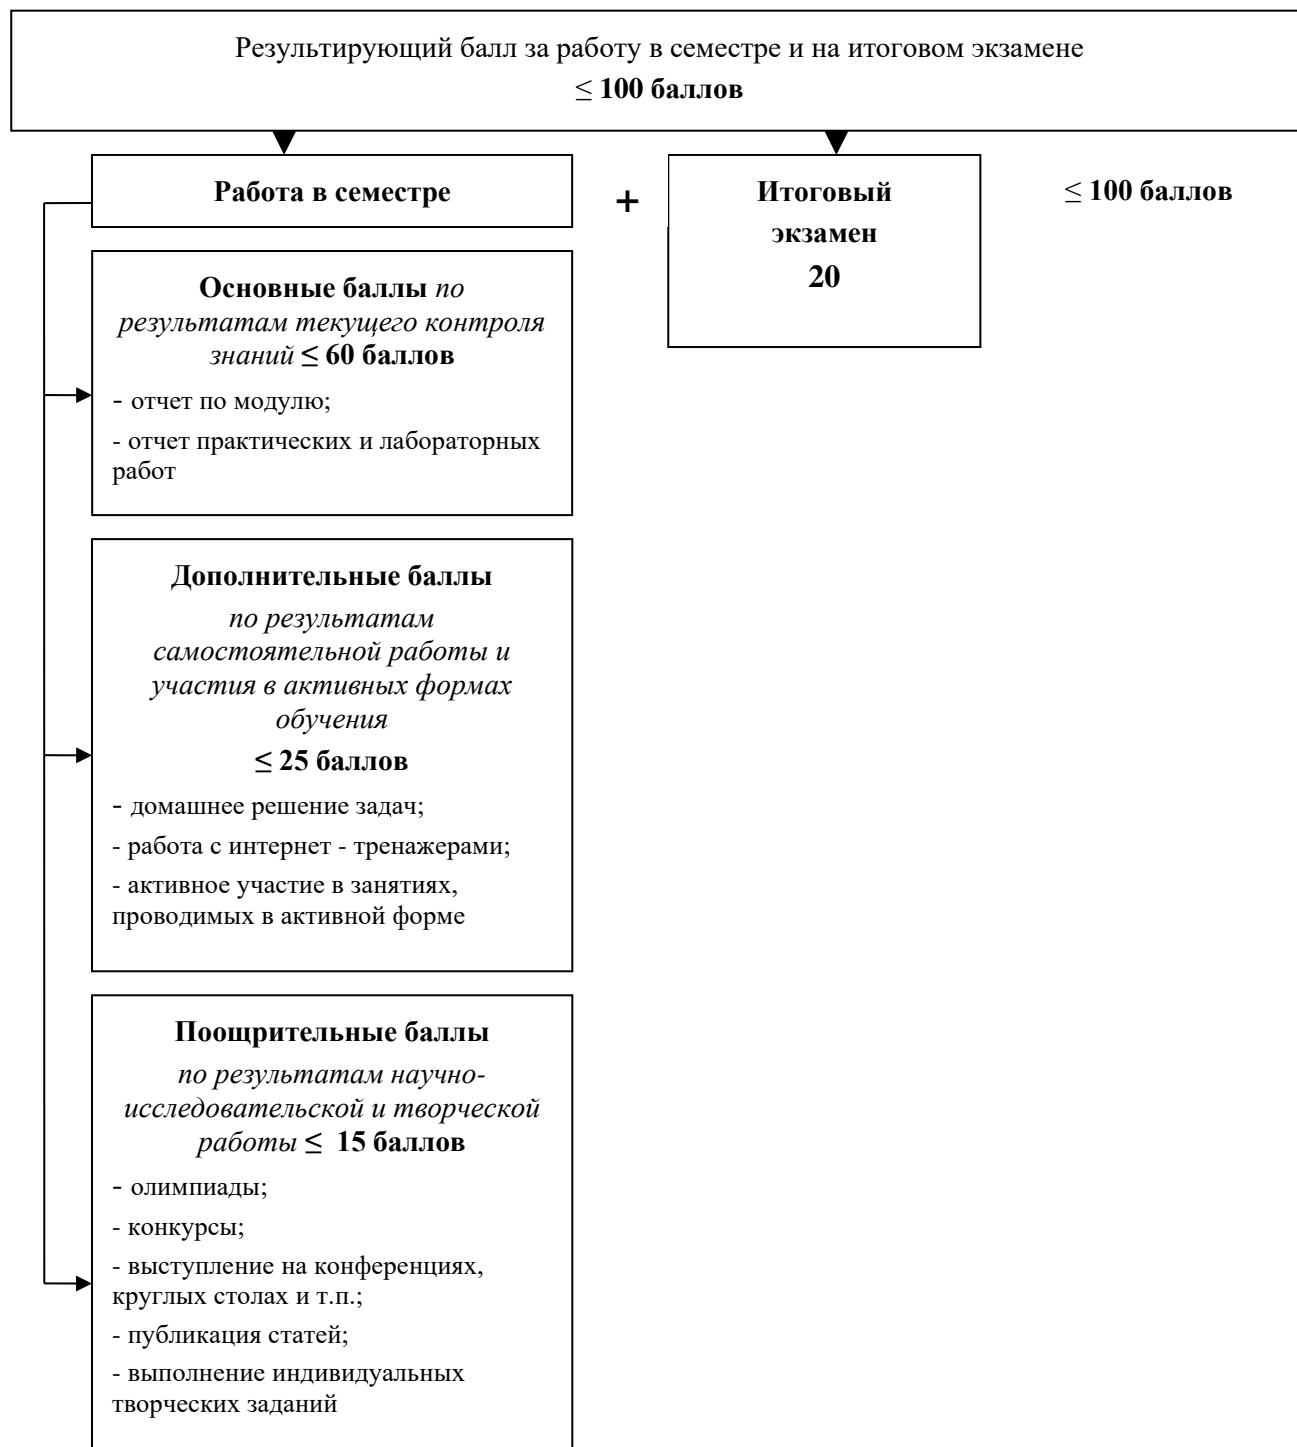 Результирующий балл за работу в семестре и на итоговом экзамене
≤ 100 баллов
Работа в семестре
+
Итоговый
экзамен
20
≤ 100 баллов
Основные баллы по
результатам текущего контроля
знаний ≤ 60 баллов
- отчет по модулю;
- отчет практических и лабораторных
работ
Дополнительные баллы
по результатам
самостоятельной работы и
участия в активных формах
обучения
≤ 25 баллов
- домашнее решение задач;
- работа с интернет - тренажерами;
- активное участие в занятиях,
проводимых в активной форме
Поощрительные баллы
по результатам научно-
исследовательской и творческой
работы ≤ 15 баллов
- олимпиады;
- конкурсы;
- выступление на конференциях,
круглых столах и т.п.;
- публикация статей;
- выполнение индивидуальных
творческих заданий